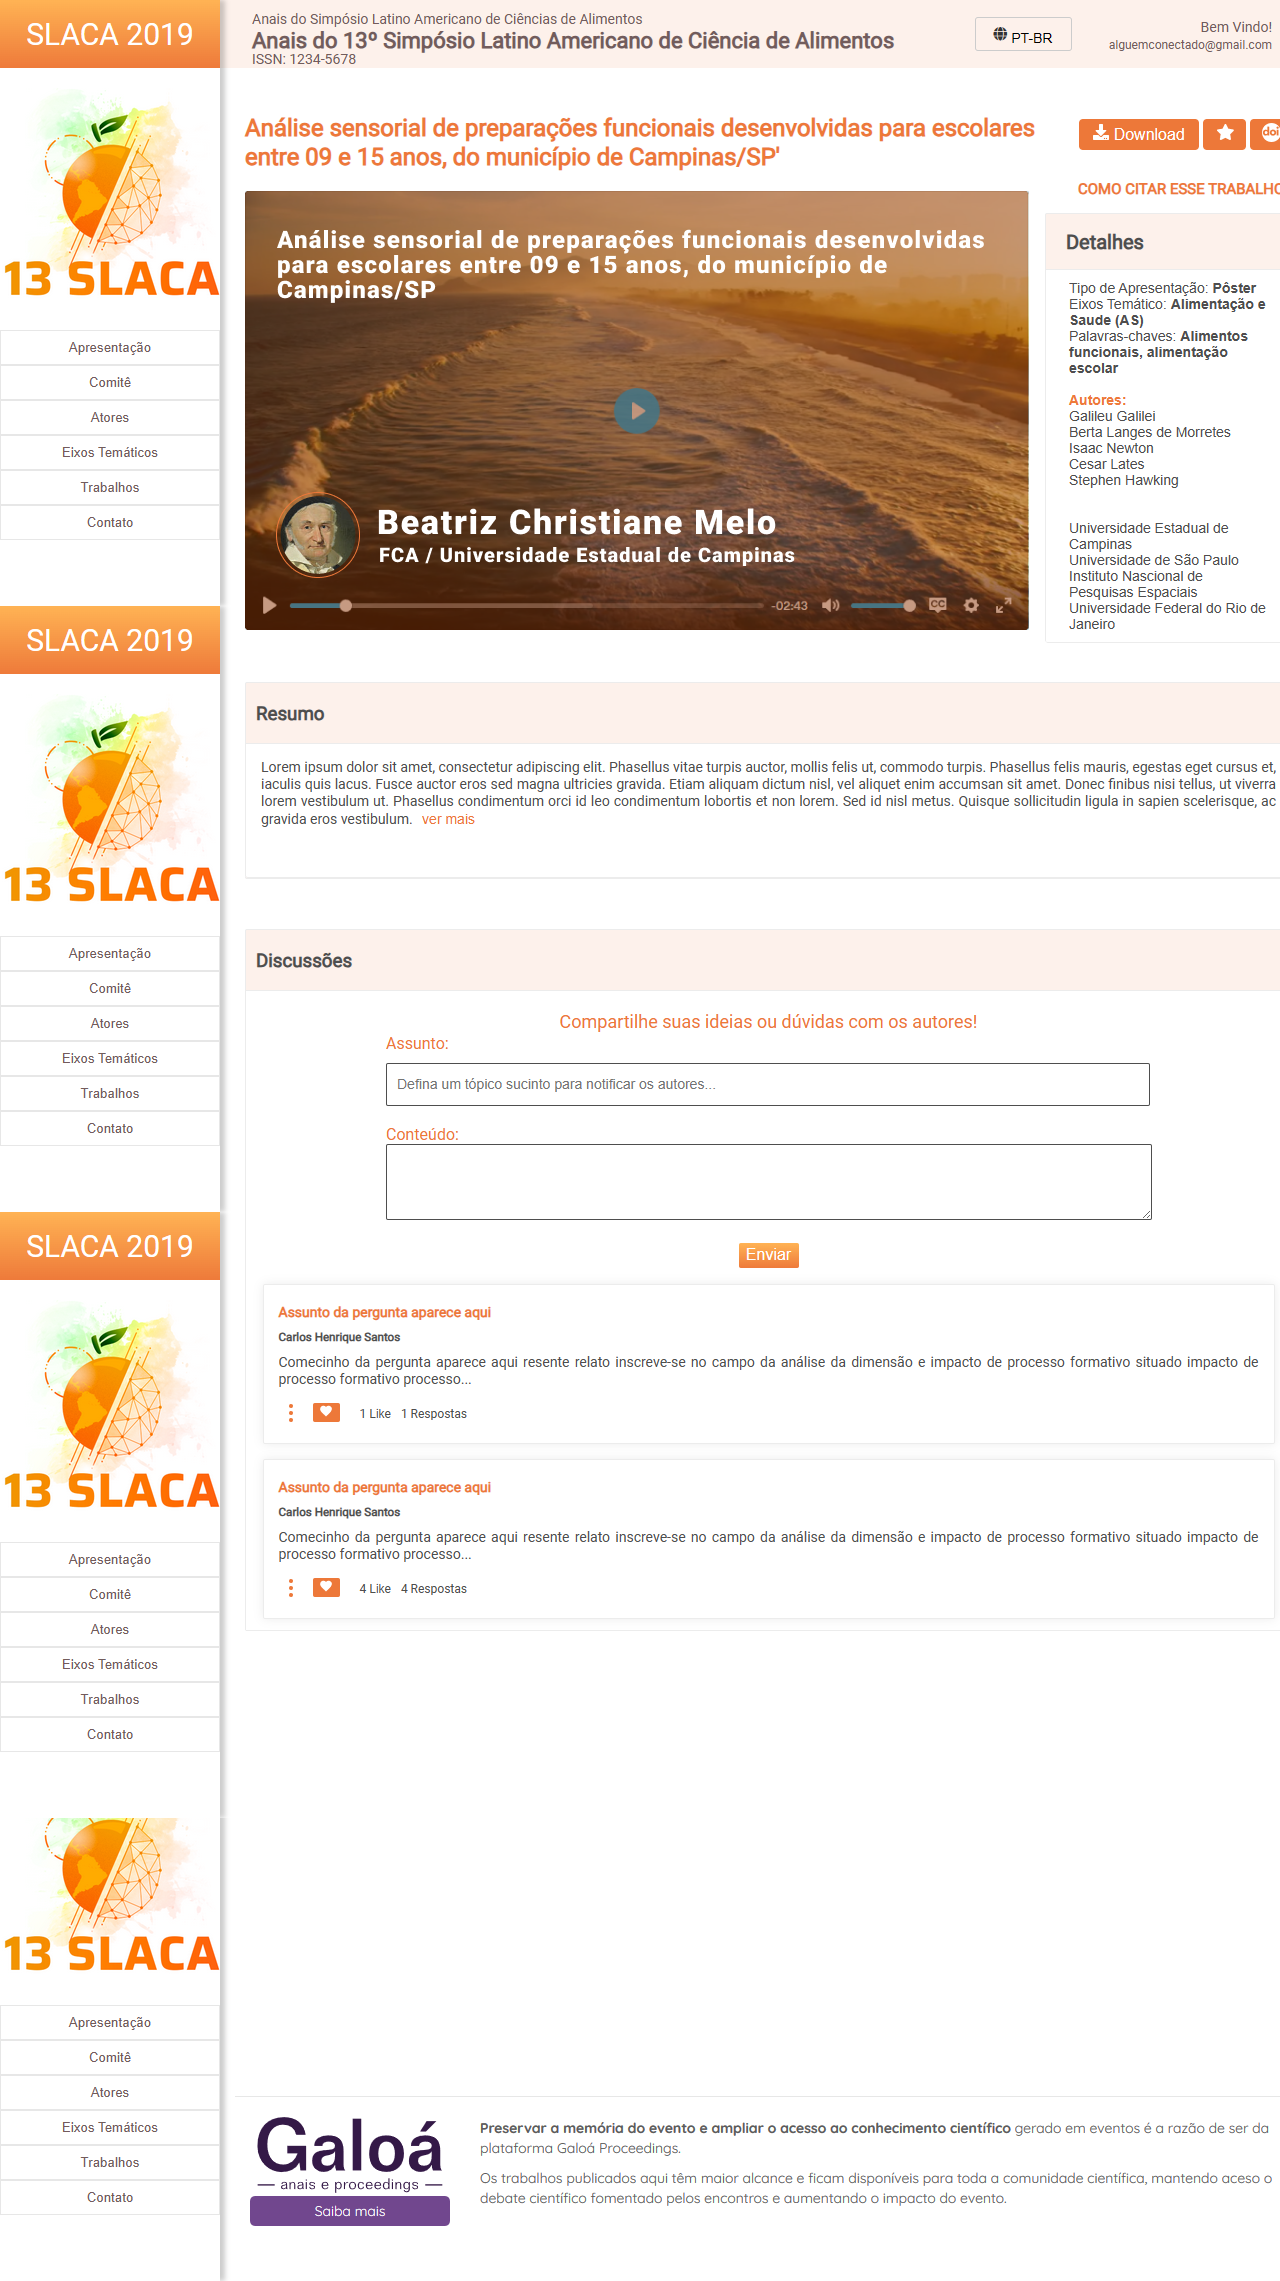 SLACA 2019
Anais do Simpósio Latino Americano de Ciências de Alimentos
Anais do 13º Simpósio Latino Americano de Ciência de Alimentos
ISSN: 1234-5678
PT-BR
Bem Vindo!
alguemconectado@gmail.com
13 SLACA
Apresentação
Comitê
Atores
Eixos Temáticos
Trabalhos
Contato
Análise sensorial de preparações funcionais desenvolvidas para escolares
entre 09 e 15 anos, do município de Campinas/SP'
Download
doi
COMO CITAR ESSE TRABALHO
Análise sensorial de preparações funcionais desenvolvidas
para escolares entre 09 e 15 anos, do município de
Campinas/SP
Beatriz Christiane Melo
FCA / Universidade Estadual de Campinas
-02:43
CC
Detalhes
Tipo de Apresentação: Pôster
Eixos Temático: Alimentação e
Saude (AS)
Palavras-chaves: Alimentos
funcionais, alimentação
escolar
Autores:
Galileu Galilei
Berta Langes de Morretes
Isaac Newton
Cesar Lates
Stephen Hawking
Universidade Estadual de
Campinas
Universidade de São Paulo
Instituto Nascional de
Pesquisas Espaciais
Universidade Federal do Rio de
Janeiro
SLACA 2019
13 SLACA
Apresentação
Comitê
Atores
Eixos Temáticos
Trabalhos
Contato
Resumo
Lorem ipsum dolor sit amet, consectetur adipiscing elit. Phasellus vitae turpis auctor, mollis felis ut, commodo turpis. Phasellus felis mauris, egestas eget cursus et,
iaculis quis lacus. Fusce auctor eros sed magna ultricies gravida. Etiam aliquam dictum nisl, vel aliquet enim accumsan sit amet. Donec finibus nisi tellus, ut viverra
lorem vestibulum ut. Phasellus condimentum orci id leo condimentum lobortis et non lorem. Sed id nisl metus. Quisque sollicitudin ligula in sapien scelerisque, ac
gravida eros vestibulum. ver mais
Discussões
Compartilhe suas ideias ou dúvidas com os autores!
Assunto:
Defina um tópico sucinto para notificar os autores...
Conteúdo:
Enviar
SLACA 2019
13 SLACA
Apresentação
Comitê
Atores
Eixos Temáticos
Trabalhos
Contato
Assunto da pergunta aparece aqui
Carlos Henrique Santos
Comecinho da pergunta aparece aqui resente relato inscreve-se no campo da análise da dimensão e impacto de processo formativo situado impacto de
processo formativo processo...
1 Like 1 Respostas
Assunto da pergunta aparece aqui
Carlos Henrique Santos
Comecinho da pergunta aparece aqui resente relato inscreve-se no campo da análise da dimensão e impacto de processo formativo situado impacto de
processo formativo processo...
4 Like 4 Respostas
13 SLACA
Apresentação
Comitê
Atores
Eixos Temáticos
Trabalhos
Contato
Galoá
anais e proceedings
Saiba mais
Preservar a memória do evento e ampliar o acesso ao conhecimento científico gerado em eventos é a razão de ser da
plataforma Galoá Proceedings.
Os trabalhos publicados aqui têm maior alcance e ficam disponíveis para toda a comunidade científica, mantendo aceso o
debate científico fomentado pelos encontros e aumentando o impacto do evento.